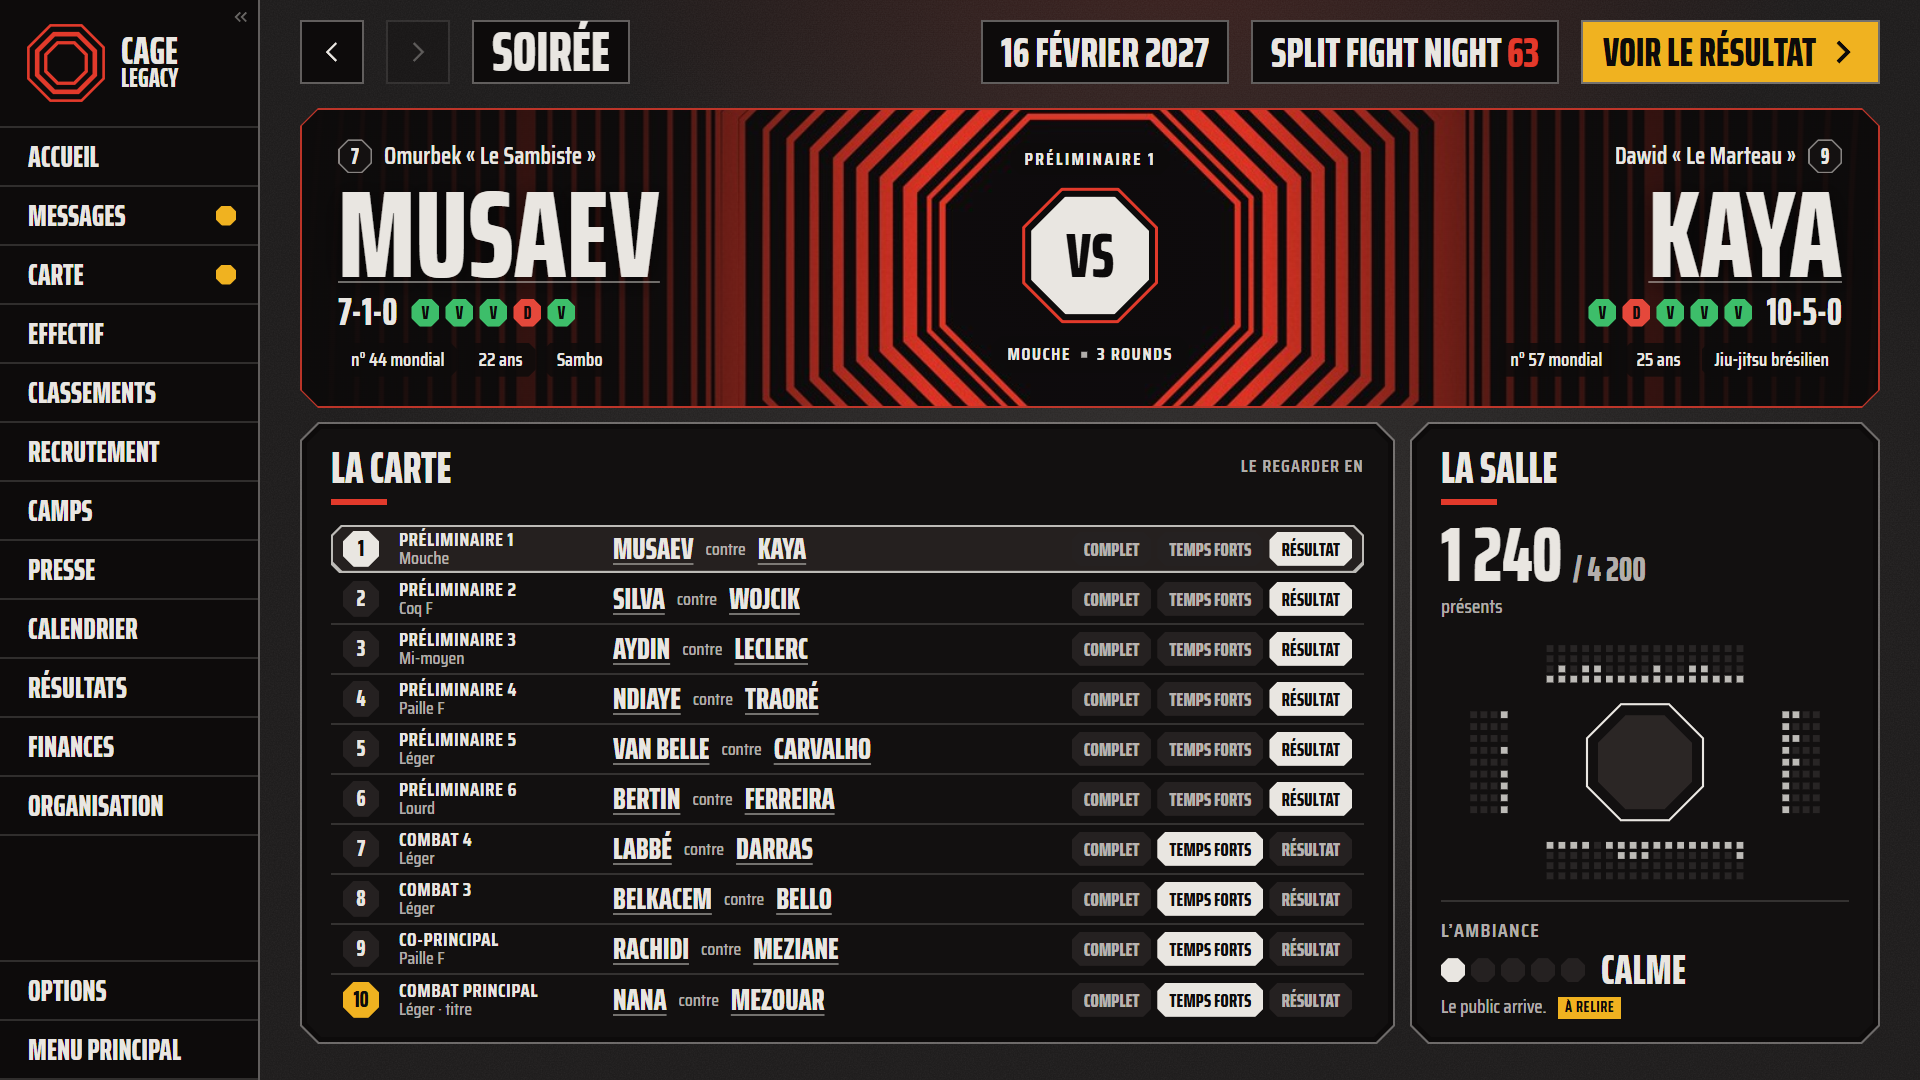 CAGE
LEGACY
ACCUEIL
MESSAGES
CARTE
EFFECTIF
CLASSEMENTS
RECRUTEMENT
CAMPS
PRESSE
CALENDRIER
RÉSULTATS
FINANCES
ORGANISATION
OPTIONS
MENU PRINCIPAL
SOIRÉE
16 FÉVRIER 2027
SPLIT FIGHT NIGHT 63
VOIR LE RÉSULTAT
7 Omurbek « Le Sambiste »
MUSAEV
7-1-0 V V V D V
n° 44 mondial 22 ans Sambo
PRÉLIMINAIRE 1
VS
MOUCHE ▪ 3 ROUNDS
Dawid « Le Marteau » 9
KAYA
V D V V V 10-5-0
n° 57 mondial 25 ans Jiu-jitsu brésilien
LA CARTE
LE REGARDER EN
1 PRÉLIMINAIRE 1 MUSAEV contre KAYA COMPLET TEMPS FORTS RÉSULTAT
Mouche
2 PRÉLIMINAIRE 2 SILVA contre WOJCIK COMPLET TEMPS FORTS RÉSULTAT
Coq F
3 PRÉLIMINAIRE 3 AYDIN contre LECLERC COMPLET TEMPS FORTS RÉSULTAT
Mi-moyen
4 PRÉLIMINAIRE 4 NDIAYE contre TRAORÉ COMPLET TEMPS FORTS RÉSULTAT
Paille F
5 PRÉLIMINAIRE 5 VAN BELLE contre CARVALHO COMPLET TEMPS FORTS RÉSULTAT
Léger
6 PRÉLIMINAIRE 6 BERTIN contre FERREIRA COMPLET TEMPS FORTS RÉSULTAT
Lourd
7 COMBAT 4 LABBÉ contre DARRAS COMPLET TEMPS FORTS RÉSULTAT
Léger
8 COMBAT 3 BELKACEM contre BELLO COMPLET TEMPS FORTS RÉSULTAT
Léger
9 CO-PRINCIPAL RACHIDI contre MEZIANE COMPLET TEMPS FORTS RÉSULTAT
Paille F
10 COMBAT PRINCIPAL NANA contre MEZOUAR COMPLET TEMPS FORTS RÉSULTAT
Léger · titre
LA SALLE
1 240 / 4 200
présents
L'AMBIANCE
CALME
Le public arrive. À RELIRE